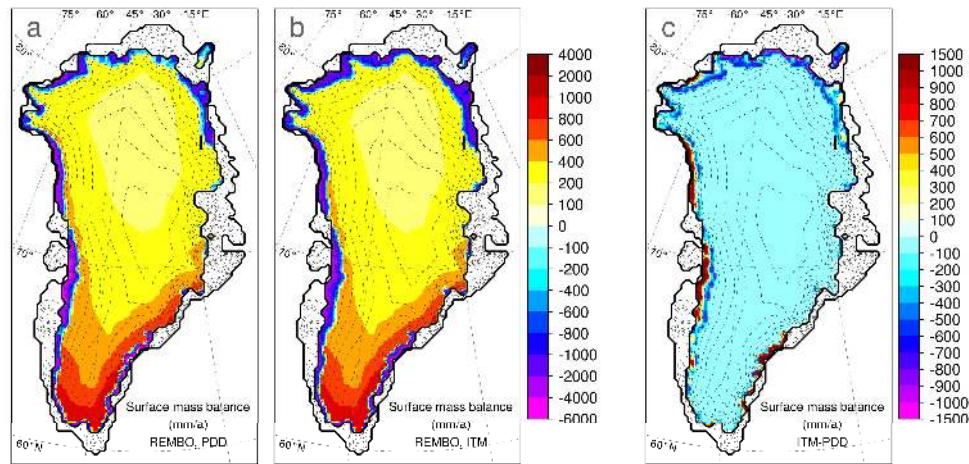 75° 60° 45° 30° 15°E
75° 60° 45° 30° 15°E
75° 60° 45° 30° 15°E
a
b
c
70°
Surface mass balance
(mm/a)
REMBO, PDD
60°N
Surface mass balance
(mm/a)
REMBO, ITM
4000
2000
1000
800
600
400
200
100
0
-100
-200
-400
-600
-800
-1000
-2000
-4000
-6000
70°
Surface mass balance
(mm/a)
ITM-PDD
60°N
1500
1000
900
800
700
600
500
400
300
200
100
0
-100
-200
-300
-400
-500
-600
-700
-800
-900
-1000
-1500